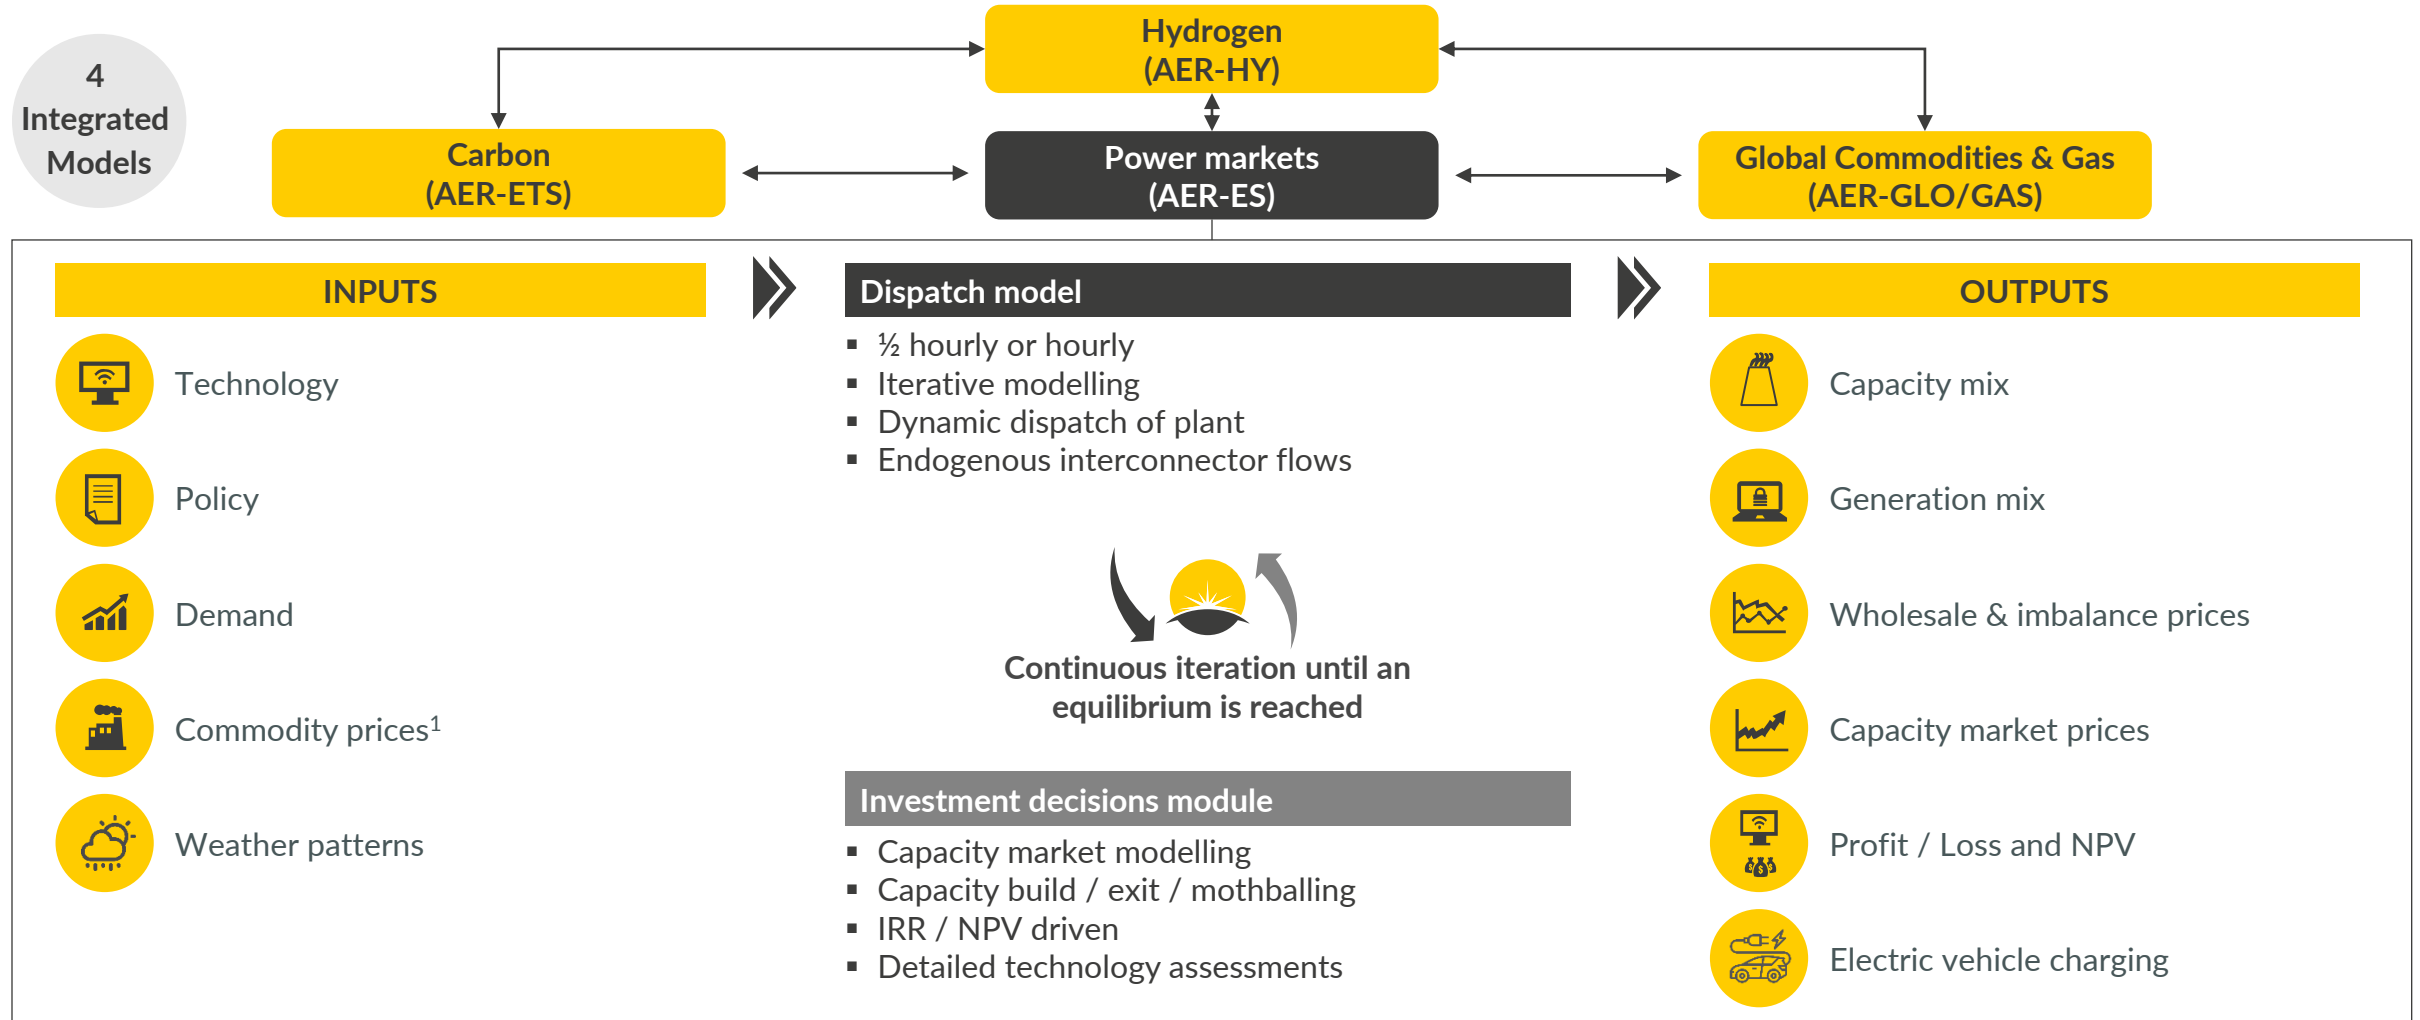 4
Integrated
Models
Hydrogen
(AER-HY)
Carbon
(AER-ETS)
Power markets
(AER-ES)
Global Commodities & Gas
(AER-GLO/GAS)
INPUTS
Technology
Policy
Demand
Commodity prices¹
Weather patterns
Dispatch model
▪ ½ hourly or hourly
▪ Iterative modelling
▪ Dynamic dispatch of plant
▪ Endogenous interconnector flows
Continuous iteration until an
equilibrium is reached
Investment decisions module
▪ Capacity market modelling
▪ Capacity build / exit / mothballing
▪ IRR / NPV driven
▪ Detailed technology assessments
OUTPUTS
Capacity mix
Generation mix
Wholesale & imbalance prices
Capacity market prices
Profit / Loss and NPV
Electric vehicle charging